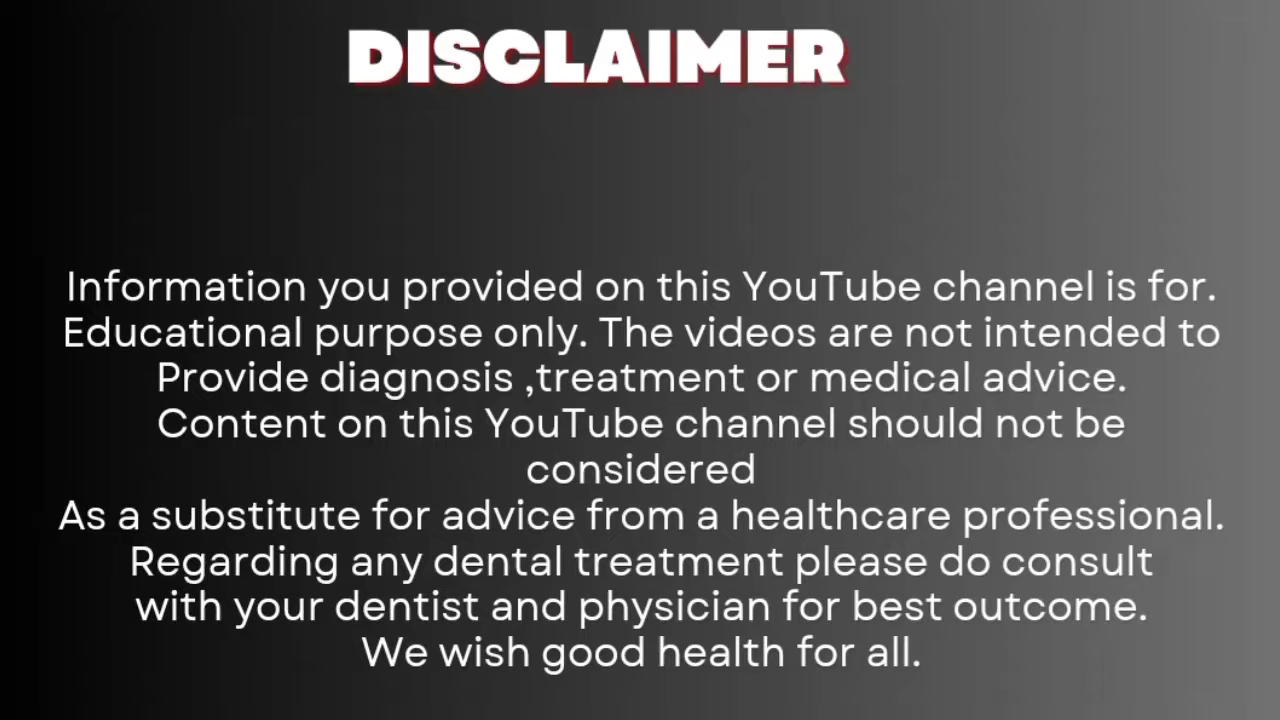 DISCLAIMER
Information you provided on this YouTube channel is for.
Educational purpose only. The videos are not intended to
Provide diagnosis ,treatment or medical advice.
Content on this YouTube channel should not be
considered
As a substitute for advice from a healthcare professional.
Regarding any dental treatment please do consult
with your dentist and physician for best outcome.
We wish good health for all.